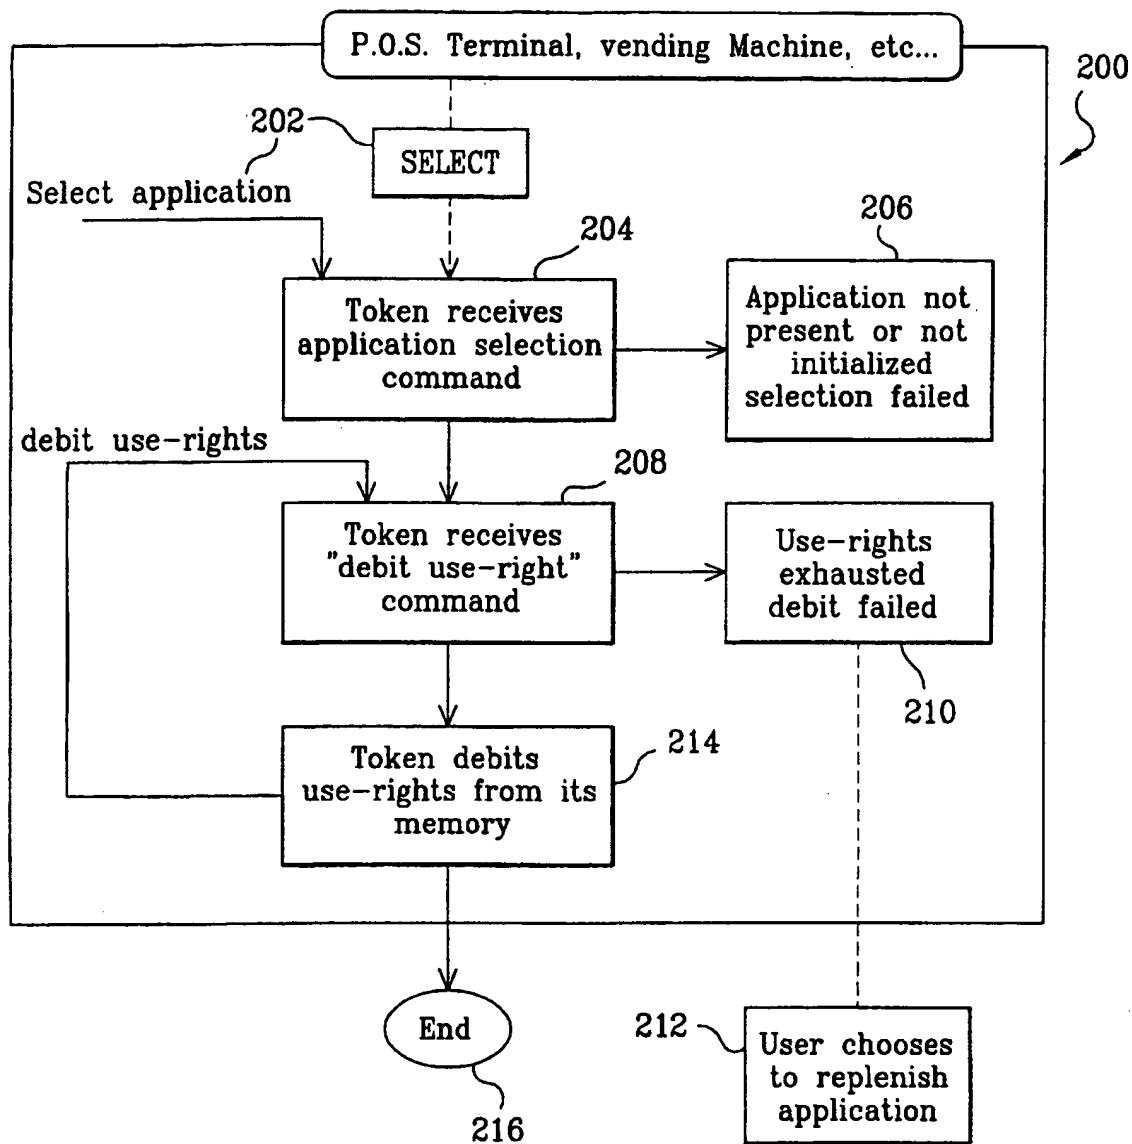 P.O.S. Terminal, vending Machine, etc...
200
202
SELECT
Select application
204
206
Token receives
application selection
command
Application not
present or not
initialized
selection failed
debit use-rights
208
Token receives
"debit use-right"
command
Use-rights
exhausted
debit failed
210
214
Token debits
use-rights from its
memory
End
216
212
User chooses
to replenish
application